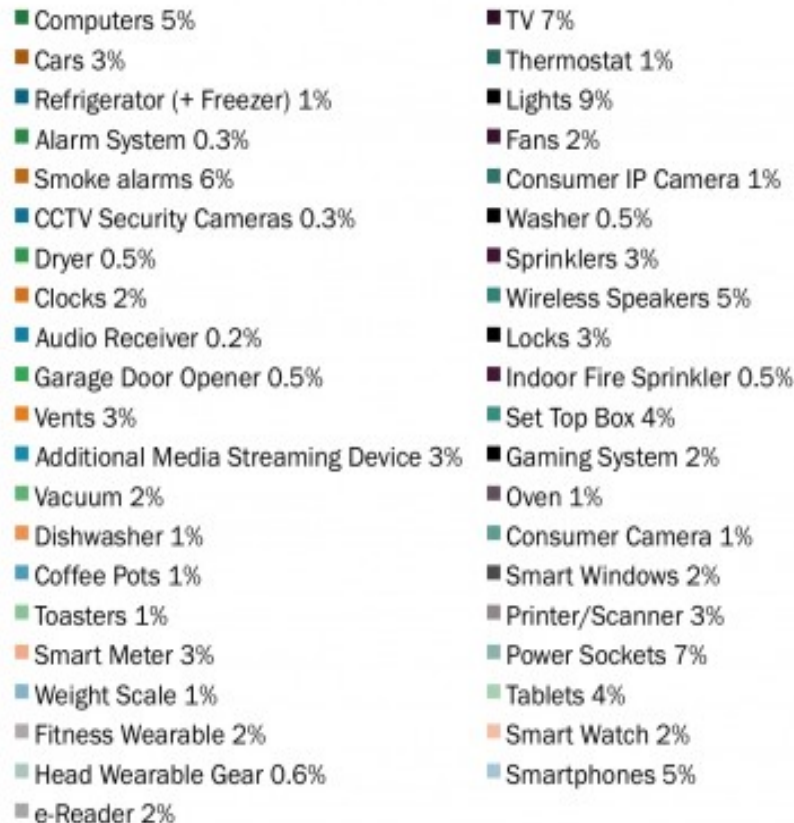 Computers 5%
Cars 3%
Refrigerator (+ Freezer) 1%
Alarm System 0.3%
Smoke alarms 6%
CCTV Security Cameras 0.3%
Dryer 0.5%
Clocks 2%
Audio Receiver 0.2%
Garage Door Opener 0.5%
Vents 3%
Additional Media Streaming Device 3%
Vacuum 2%
Dishwasher 1%
Coffee Pots 1%
Toasters 1%
Smart Meter 3%
Weight Scale 1%
Fitness Wearable 2%
Head Wearable Gear 0.6%
e-Reader 2%
TV 7%
Thermostat 1%
Lights 9%
Fans 2%
Consumer IP Camera 1%
Washer 0.5%
Sprinklers 3%
Wireless Speakers 5%
Locks 3%
Indoor Fire Sprinkler 0.5%
Set Top Box 4%
Gaming System 2%
Oven 1%
Consumer Camera 1%
Smart Windows 2%
Printer/Scanner 3%
Power Sockets 7%
Tablets 4%
Smart Watch 2%
Smartphones 5%